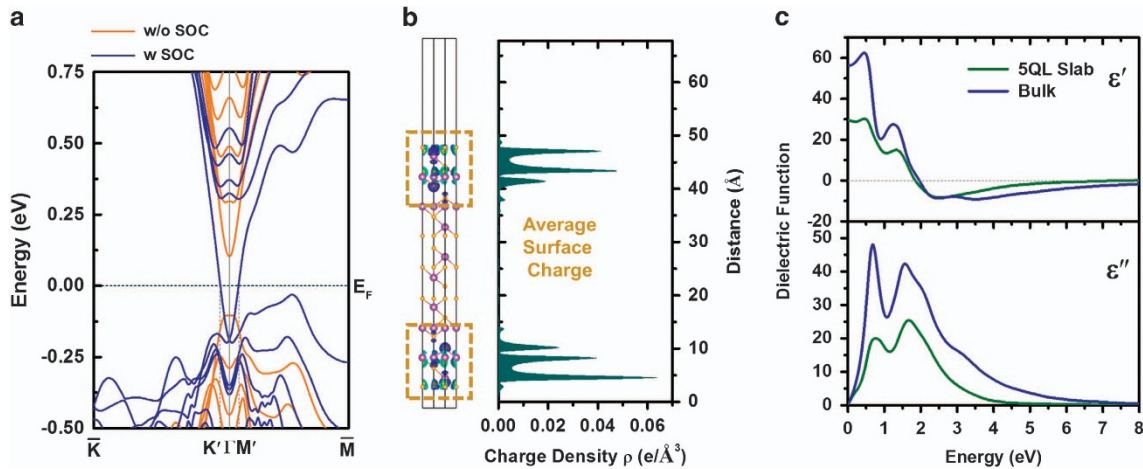 a
w/o SOC
w SOC
Energy (eV)
0.75
0.50
0.25
0.00
-0.25
-0.50
E_F
K̅
K'
Γ
M'
M̅
b
Average
Surface
Charge
0
10
20
30
40
50
60
Distance (Å)
0.00 0.02 0.04 0.06
Charge Density ρ (e/Å³)
c
Dielectric Function
60
40
20
0
-20
5QL Slab
Bulk
ε'
50
40
30
20
10
0
ε''
0 1 2 3 4 5 6 7 8
Energy (eV)